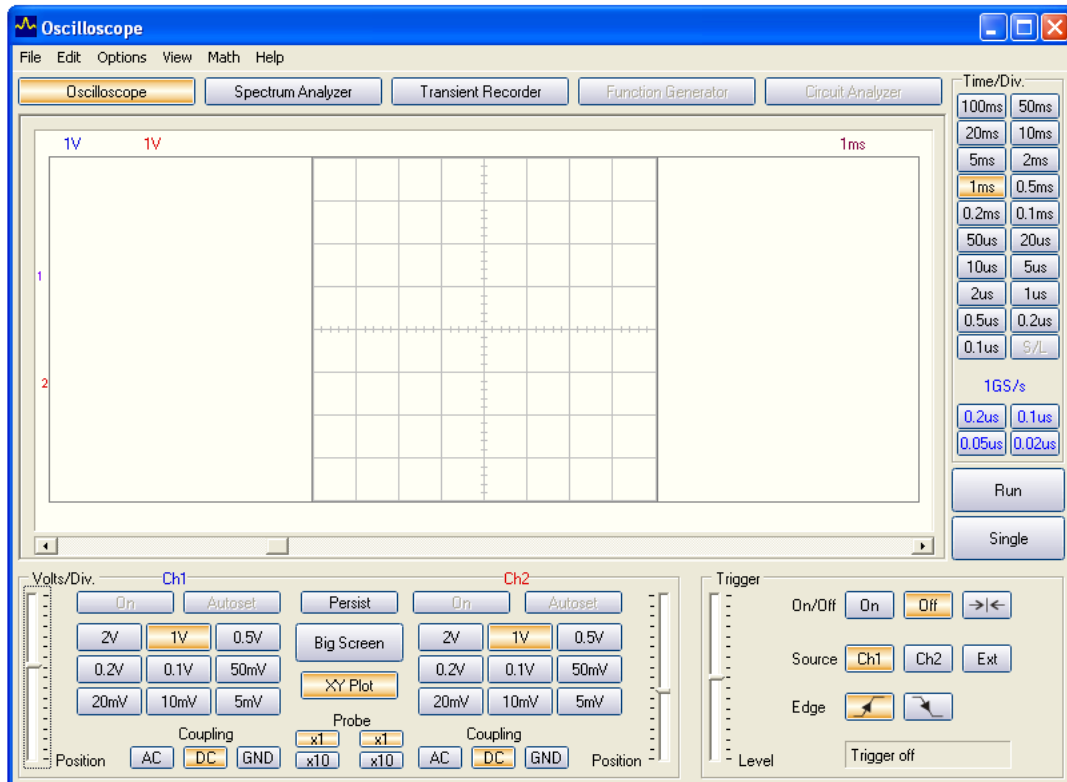 Oscilloscope
File Edit Options View Math Help
Oscilloscope Spectrum Analyzer Transient Recorder Function Generator Circuit Analyzer
1V 1V 1ms
1
2
Time/Div.
100ms 50ms
20ms 10ms
5ms 2ms
1ms 0.5ms
0.2ms 0.1ms
50us 20us
10us 5us
2us 1us
0.5us 0.2us
0.1us S/L
1GS/s
0.2us 0.1us
0.05us 0.02us
Run
Single
Volts/Div. Ch1 Ch2
On Autoset Persist On Autoset
2V 1V 0.5V Big Screen 2V 1V 0.5V
0.2V 0.1V 50mV 0.2V 0.1V 50mV
20mV 10mV 5mV XY Plot 20mV 10mV 5mV
Coupling Probe Coupling
x1 x1
Position AC DC GND x10 x10 AC DC GND Position
Trigger
On/Off On Off
Source Ch1 Ch2 Ext
Edge
Level Trigger off